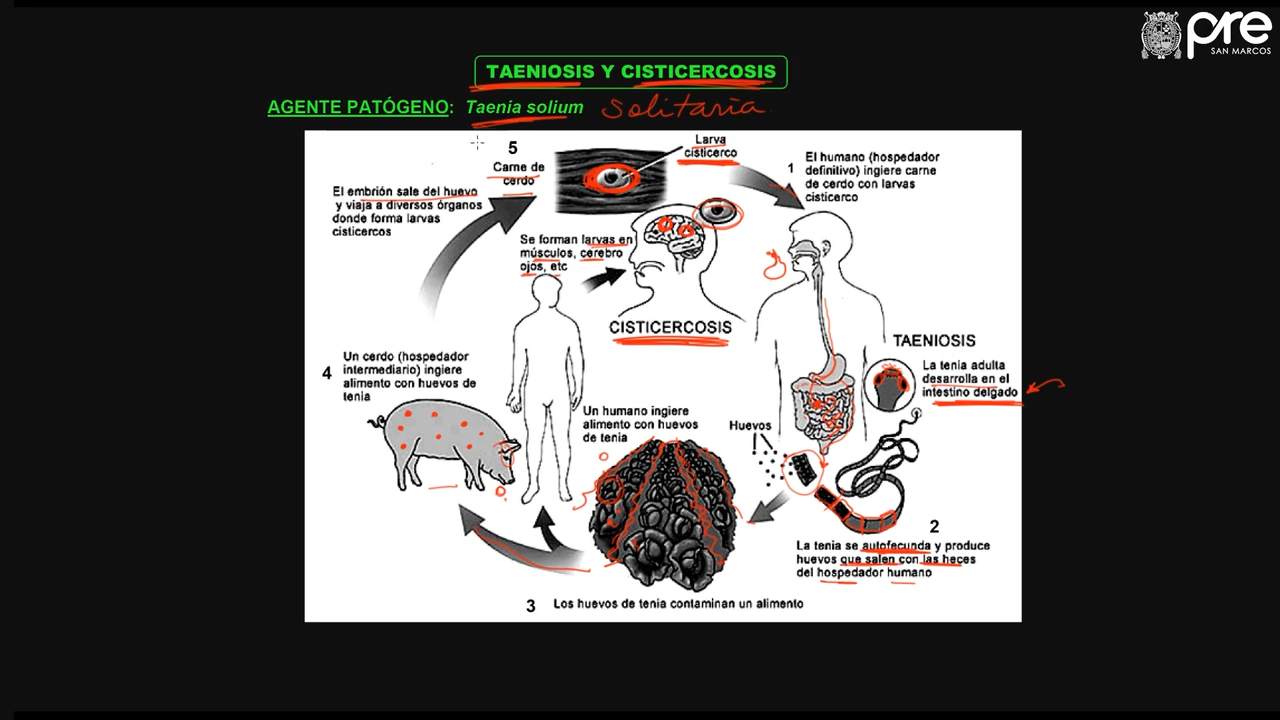 pre
SAN MARCOS
TAENIOSIS Y CISTICERCOSIS
AGENTE PATÓGENO: Taenia solium solitaria
5
Carne de
cerdo
Larva
cisticerco
1
El humano (hospedador
definitivo) ingiere carne
de cerdo con larvas
cisticerco
El embrión sale del huevo
y viaja a diversos órganos
donde forma larvas
cisticercos
Se forman larvas en
músculos, cerebro
ojos, etc
CISTICERCOSIS
TAENIOSIS
La tenia adulta
desarrolla en el
intestino delgado
4
Un cerdo (hospedador
intermediario) ingiere
alimento con huevos de
tenia
Un humano ingiere
alimento con huevos
de tenia
Huevos
2
La tenia se autofecunda y produce
huevos que salen con las heces
del hospedador humano
3 Los huevos de tenia contaminan un alimento